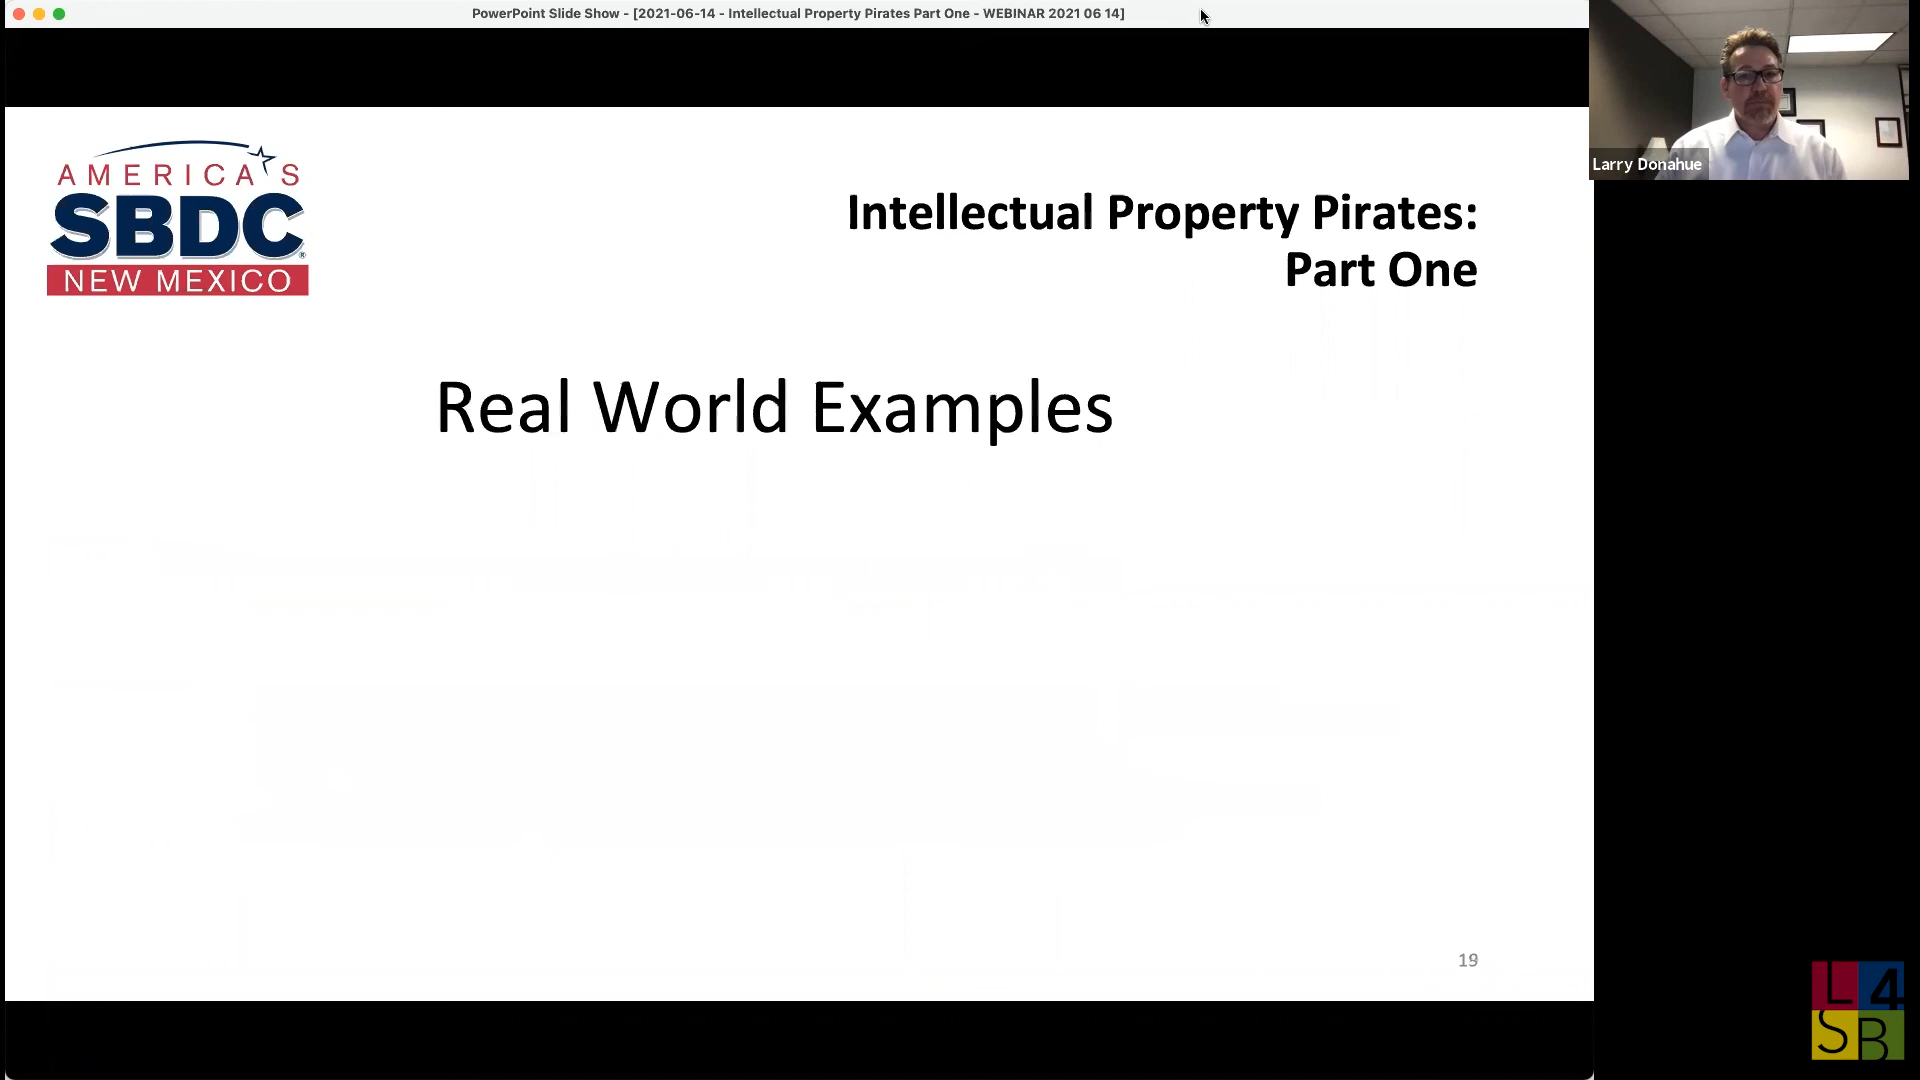 PowerPoint Slide Show - [2021-06-14 - Intellectual Property Pirates Part One - WEBINAR 2021 06 14]
Larry Donahue
AMERICA'S
SBDC®
NEW MEXICO
Intellectual Property Pirates:
Part One
Real World Examples
19
L4
SB